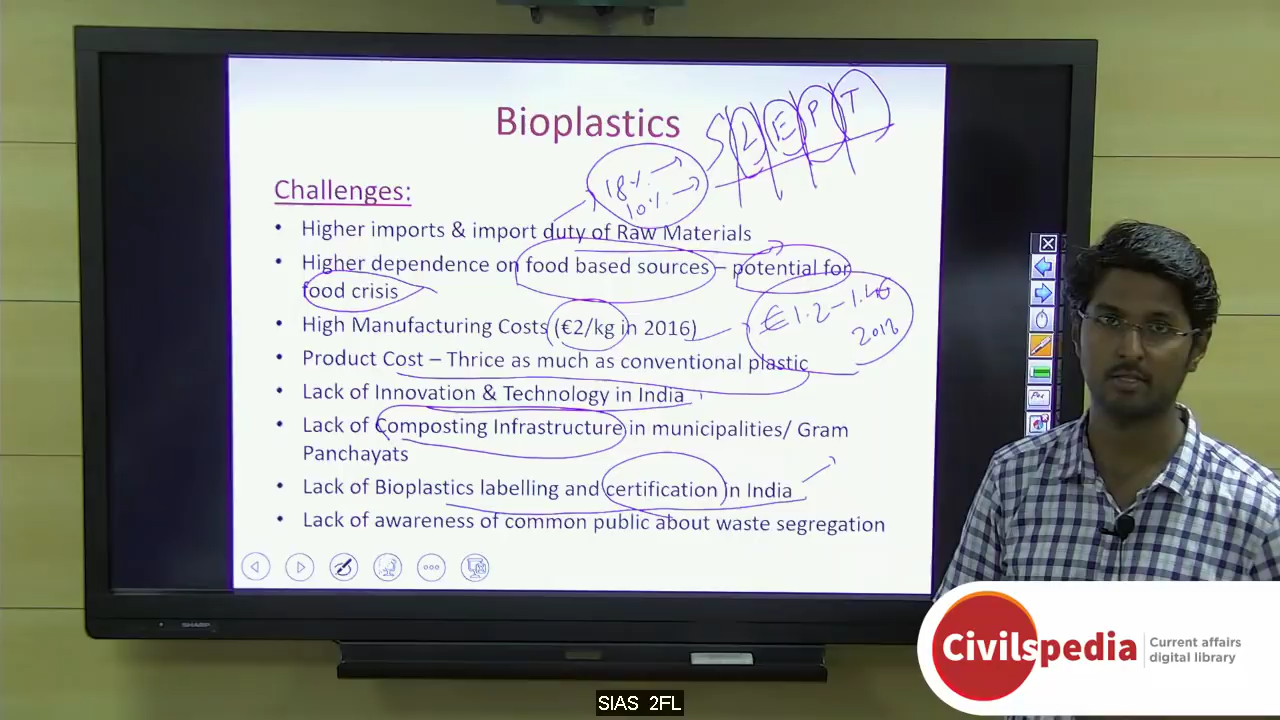 Bioplastics
S L E P T
Challenges:
18%
10%
• Higher imports & import duty of Raw Materials
• Higher dependence on food based sources – potential for
food crisis
• High Manufacturing Costs (€2/kg in 2016)
€1.2-1.4
• Product Cost – Thrice as much as conventional plastic
• Lack of Innovation & Technology in India
• Lack of Composting Infrastructure in municipalities/ Gram
Panchayats
• Lack of Bioplastics labelling and certification in India
• Lack of awareness of common public about waste segregation
SHARP
Civilspedia
Current affairs
digital library
SIAS 2FL